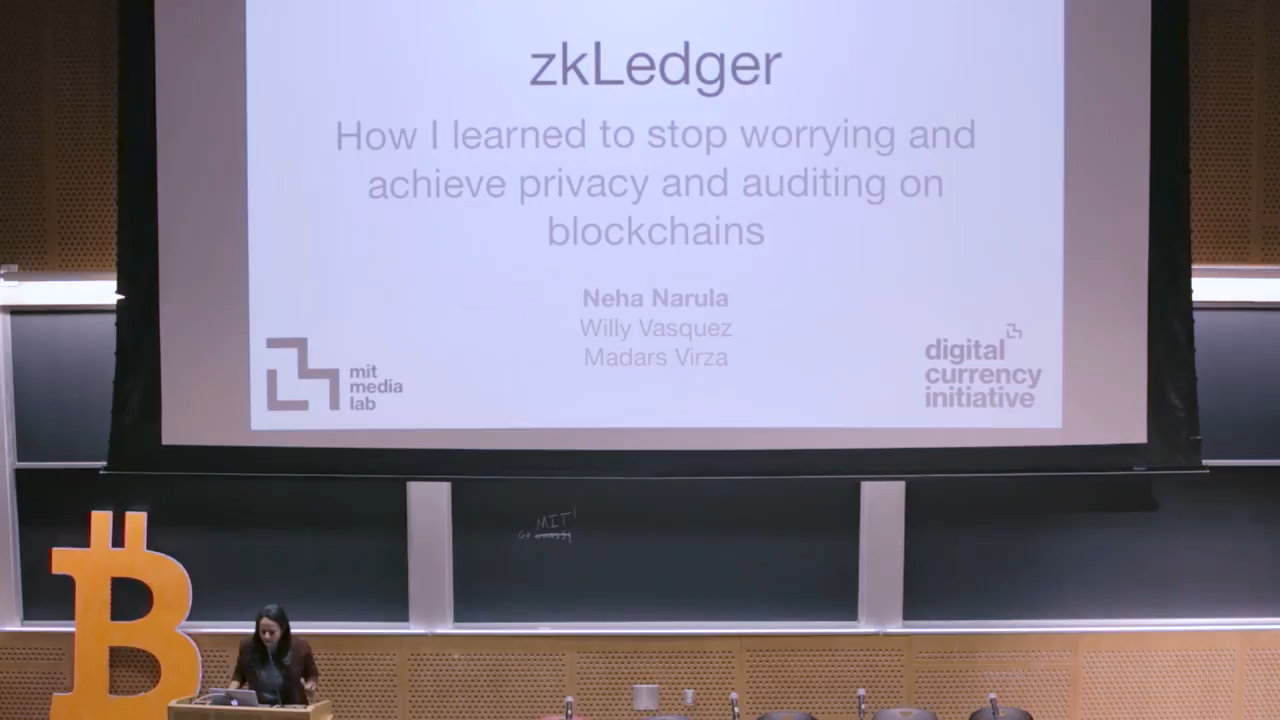 zkLedger
How I learned to stop worrying and
achieve privacy and auditing on
blockchains
Neha Narula
Willy Vasquez
Madars Virza
mit
media
lab
digital
currency
initiative
MIT!
Go